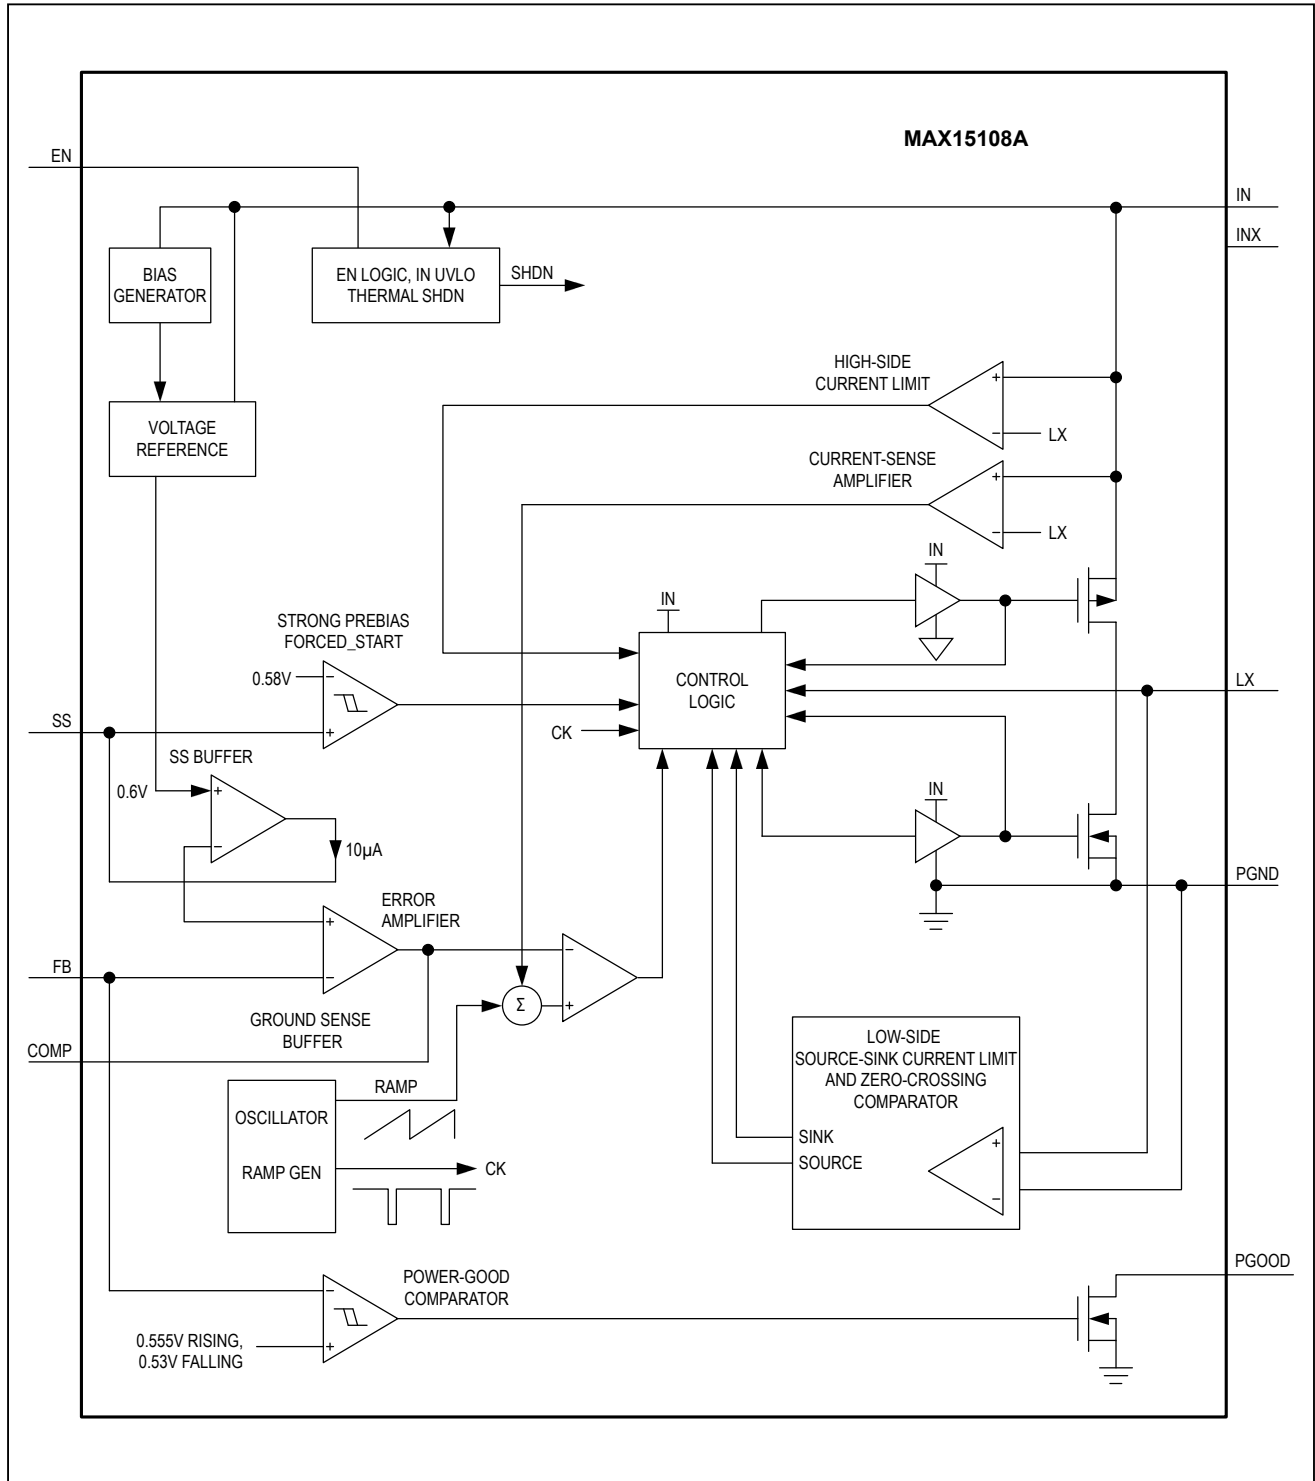 MAX15108A
EN
IN
INX
BIAS
GENERATOR
EN LOGIC, IN UVLO
THERMAL SHDN
SHDN
VOLTAGE
REFERENCE
HIGH-SIDE
CURRENT LIMIT
+
−
LX
CURRENT-SENSE
AMPLIFIER
+
−
LX
IN
IN
STRONG PREBIAS
FORCED_START
0.58V
−
+
CONTROL
LOGIC
LX
SS
CK
SS BUFFER
0.6V
+
−
10µA
IN
PGND
ERROR
AMPLIFIER
+
−
−
+
FB
Σ
GROUND SENSE
BUFFER
COMP
LOW-SIDE
SOURCE-SINK CURRENT LIMIT
AND ZERO-CROSSING
COMPARATOR
SINK
SOURCE
+
−
OSCILLATOR
RAMP GEN
RAMP
CK
POWER-GOOD
COMPARATOR
−
+
0.555V RISING,
0.53V FALLING
PGOOD